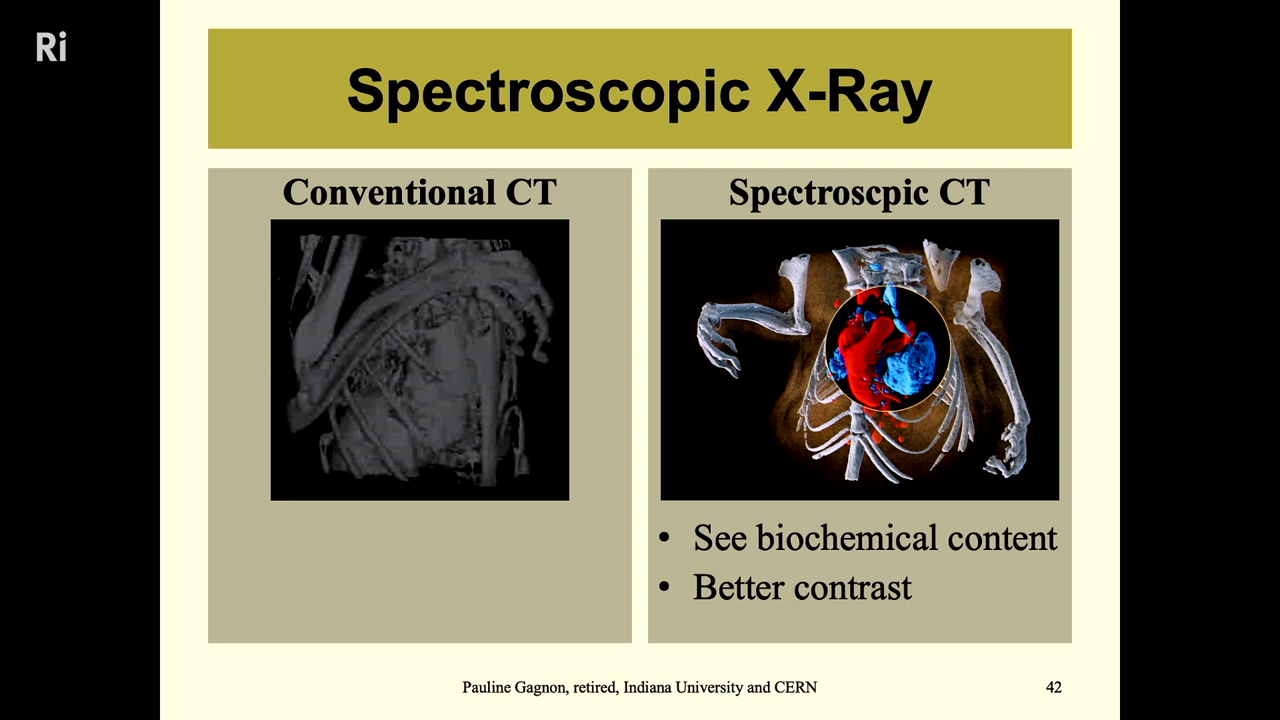 Ri
Spectroscopic X-Ray
Conventional CT
Spectroscpic CT
• See biochemical content
• Better contrast
Pauline Gagnon, retired, Indiana University and CERN
42